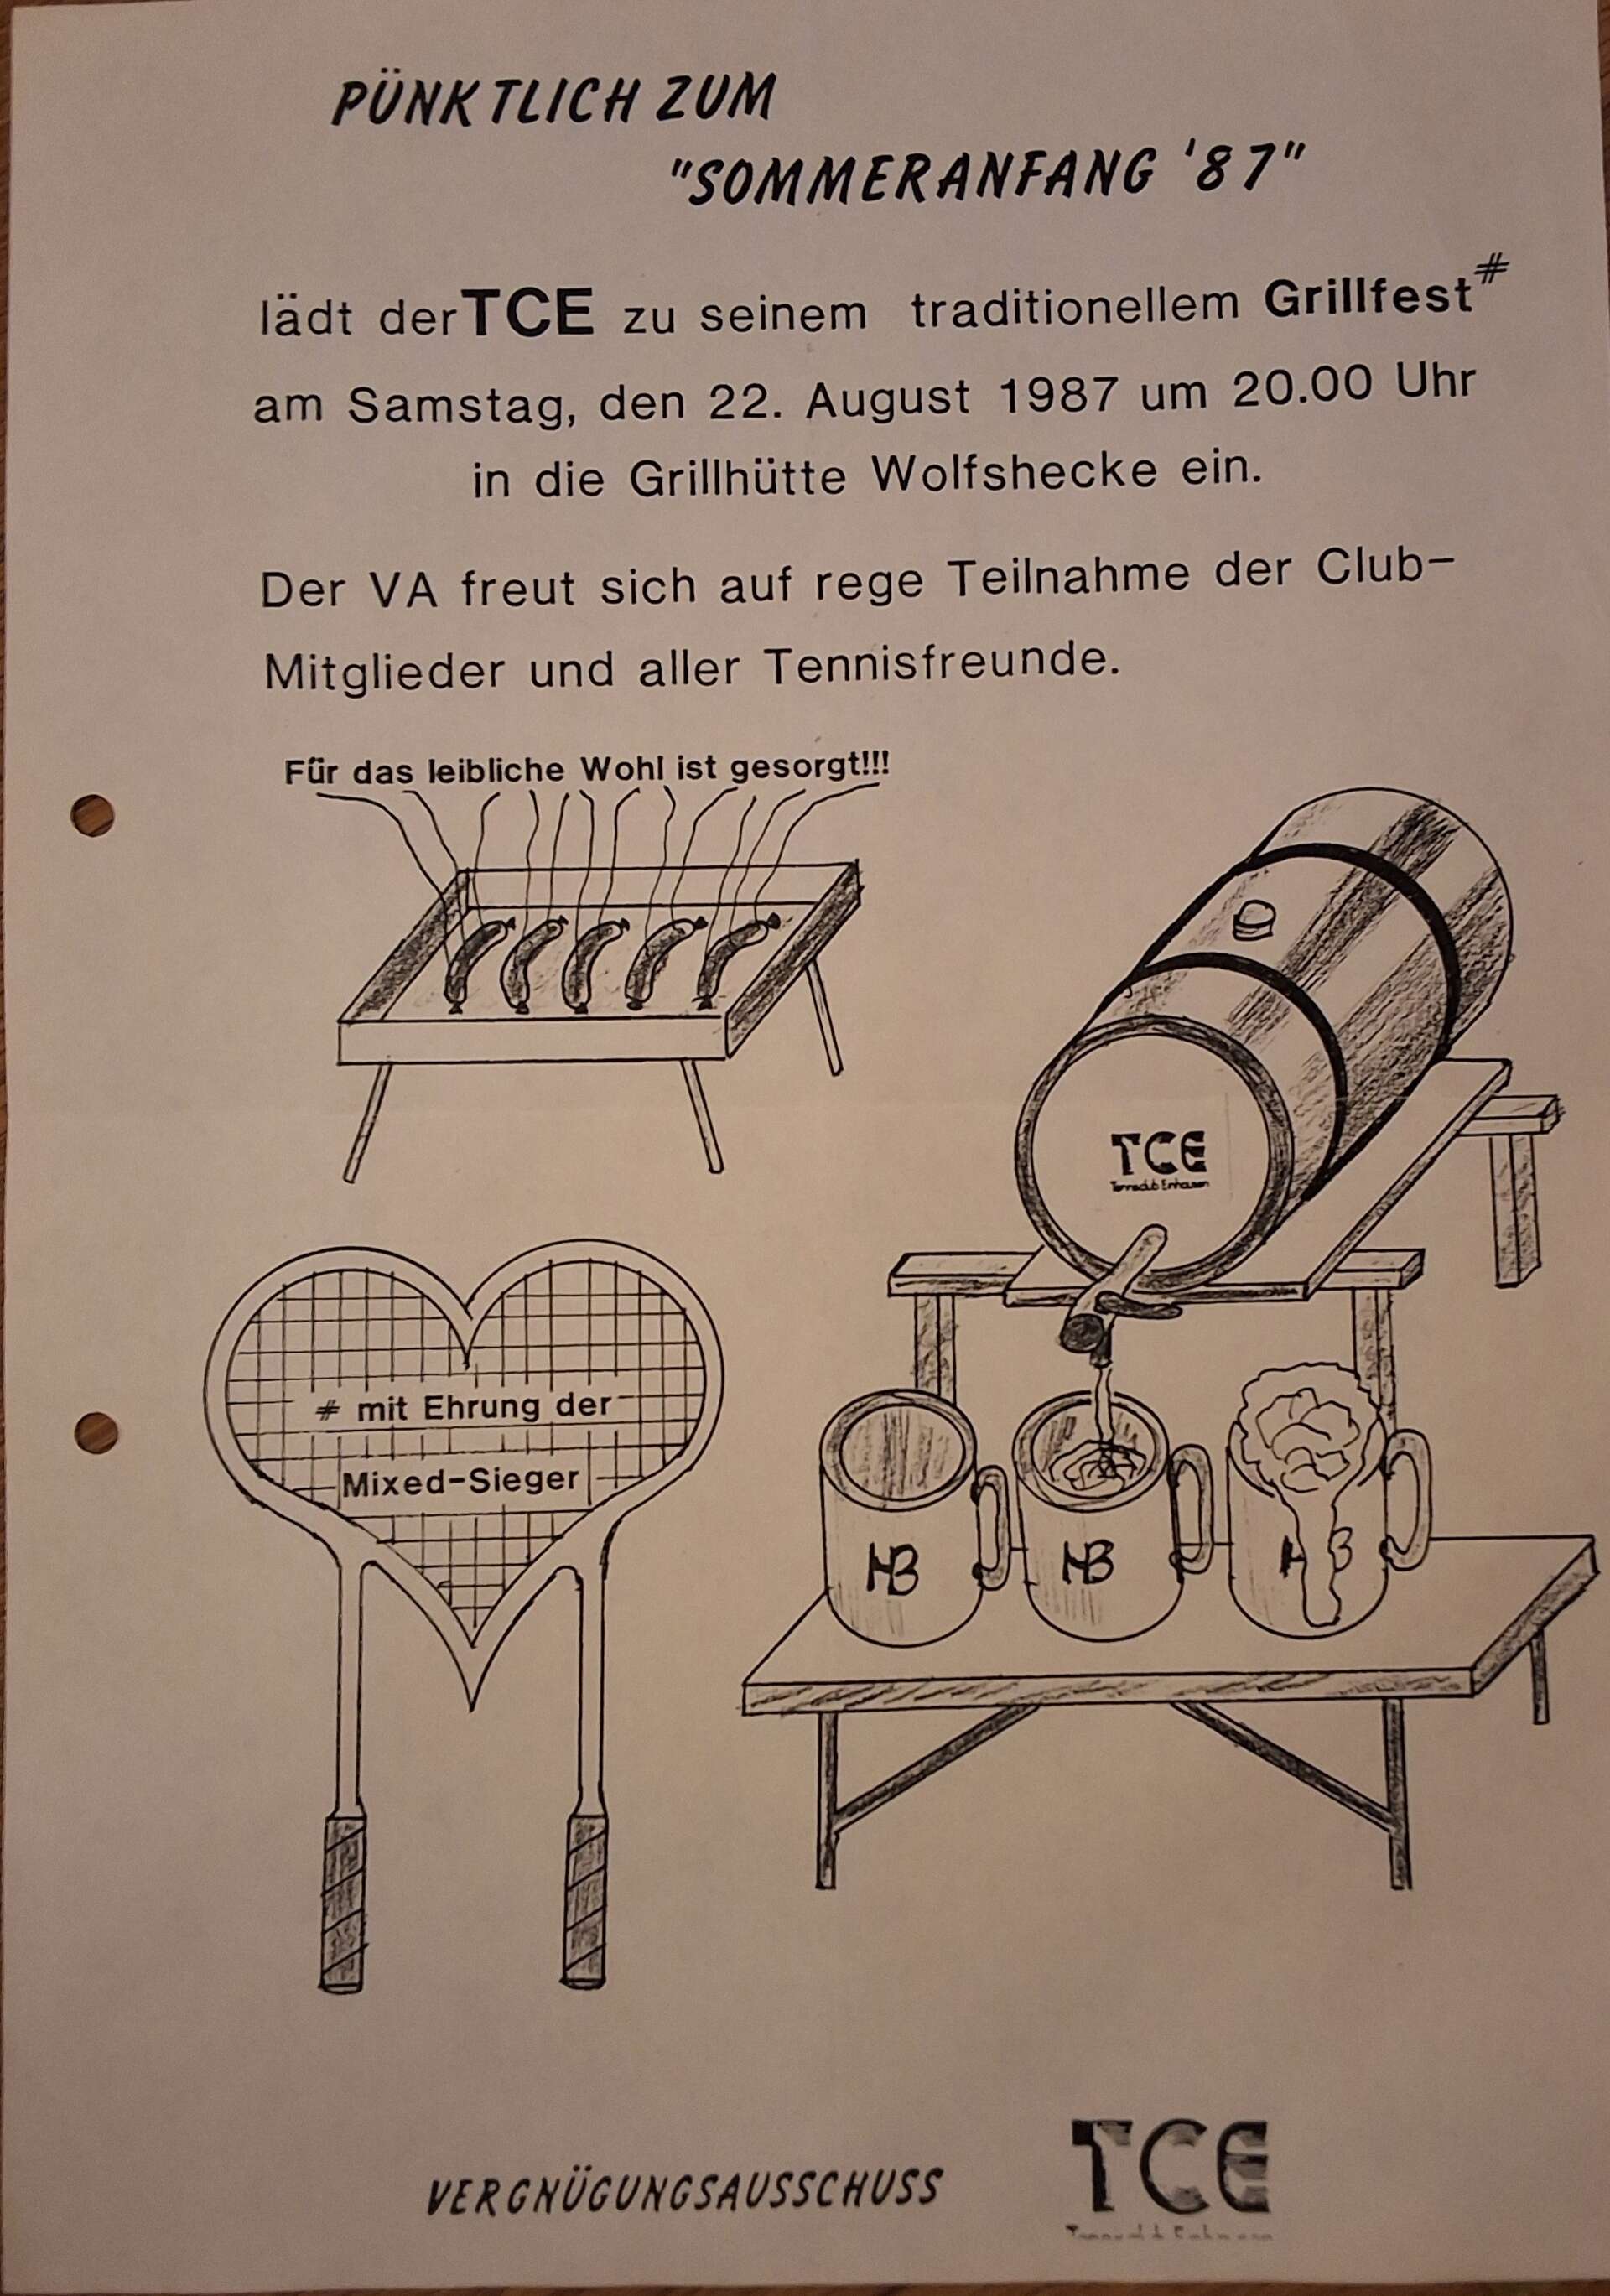 PÜNKTLICH ZUM
"SOMMERANFANG '87"
lädt der TCE zu seinem traditionellem Grillfest#
am Samstag, den 22. August 1987 um 20.00 Uhr
in die Grillhütte Wolfshecke ein.
Der VA freut sich auf rege Teilnahme der Club-
Mitglieder und aller Tennisfreunde.
Für das leibliche Wohl ist gesorgt!!!
TCE
# mit Ehrung der
Mixed-Sieger
HB
HB
H B
VERGNÜGUNGSAUSSCHUSS
TCE